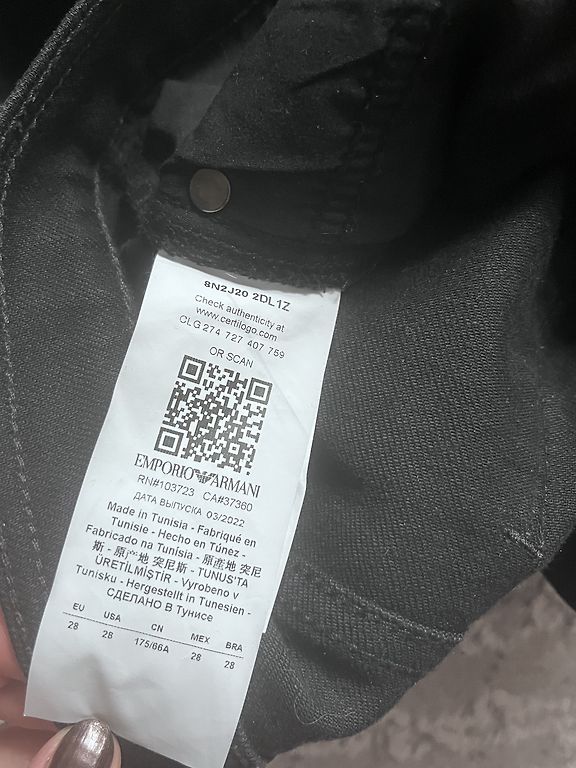 8N2J20 2DL1Z
Check authenticity at
www.certilogo.com
CLG 274 727 407 759
OR SCAN
EMPORIO ARMANI
RN#103723 CA#37360
ДАТА ВЫПУСКА 03/2022
Made in Tunisia - Fabriqué en
Tunisie - Hecho en Túnez -
Fabricado na Tunísia - 原産地 突尼
斯 - 原产地 突尼斯 - TUNUS'TA
ÜRETİLMİŞTİR - Vyrobeno v
Tunisku - Hergestellt in Tunesien -
СДЕЛАНО В Тунисе
EU USA CN MEX BRA
28 28 175/66A 28 28